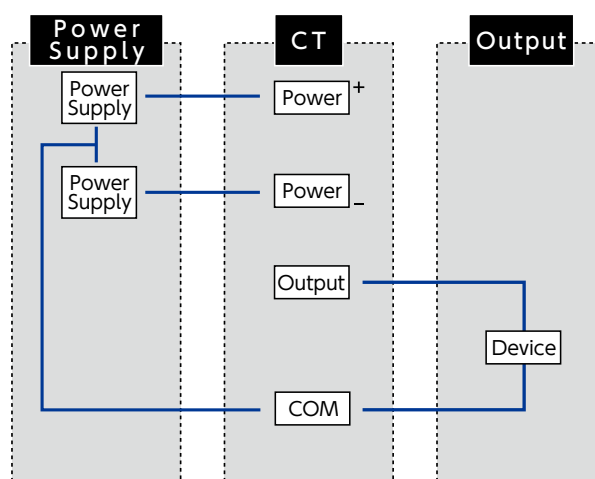 Power
Supply
CT
Output
Power
Supply
Power +
Power
Supply
Power −
Output
Device
COM